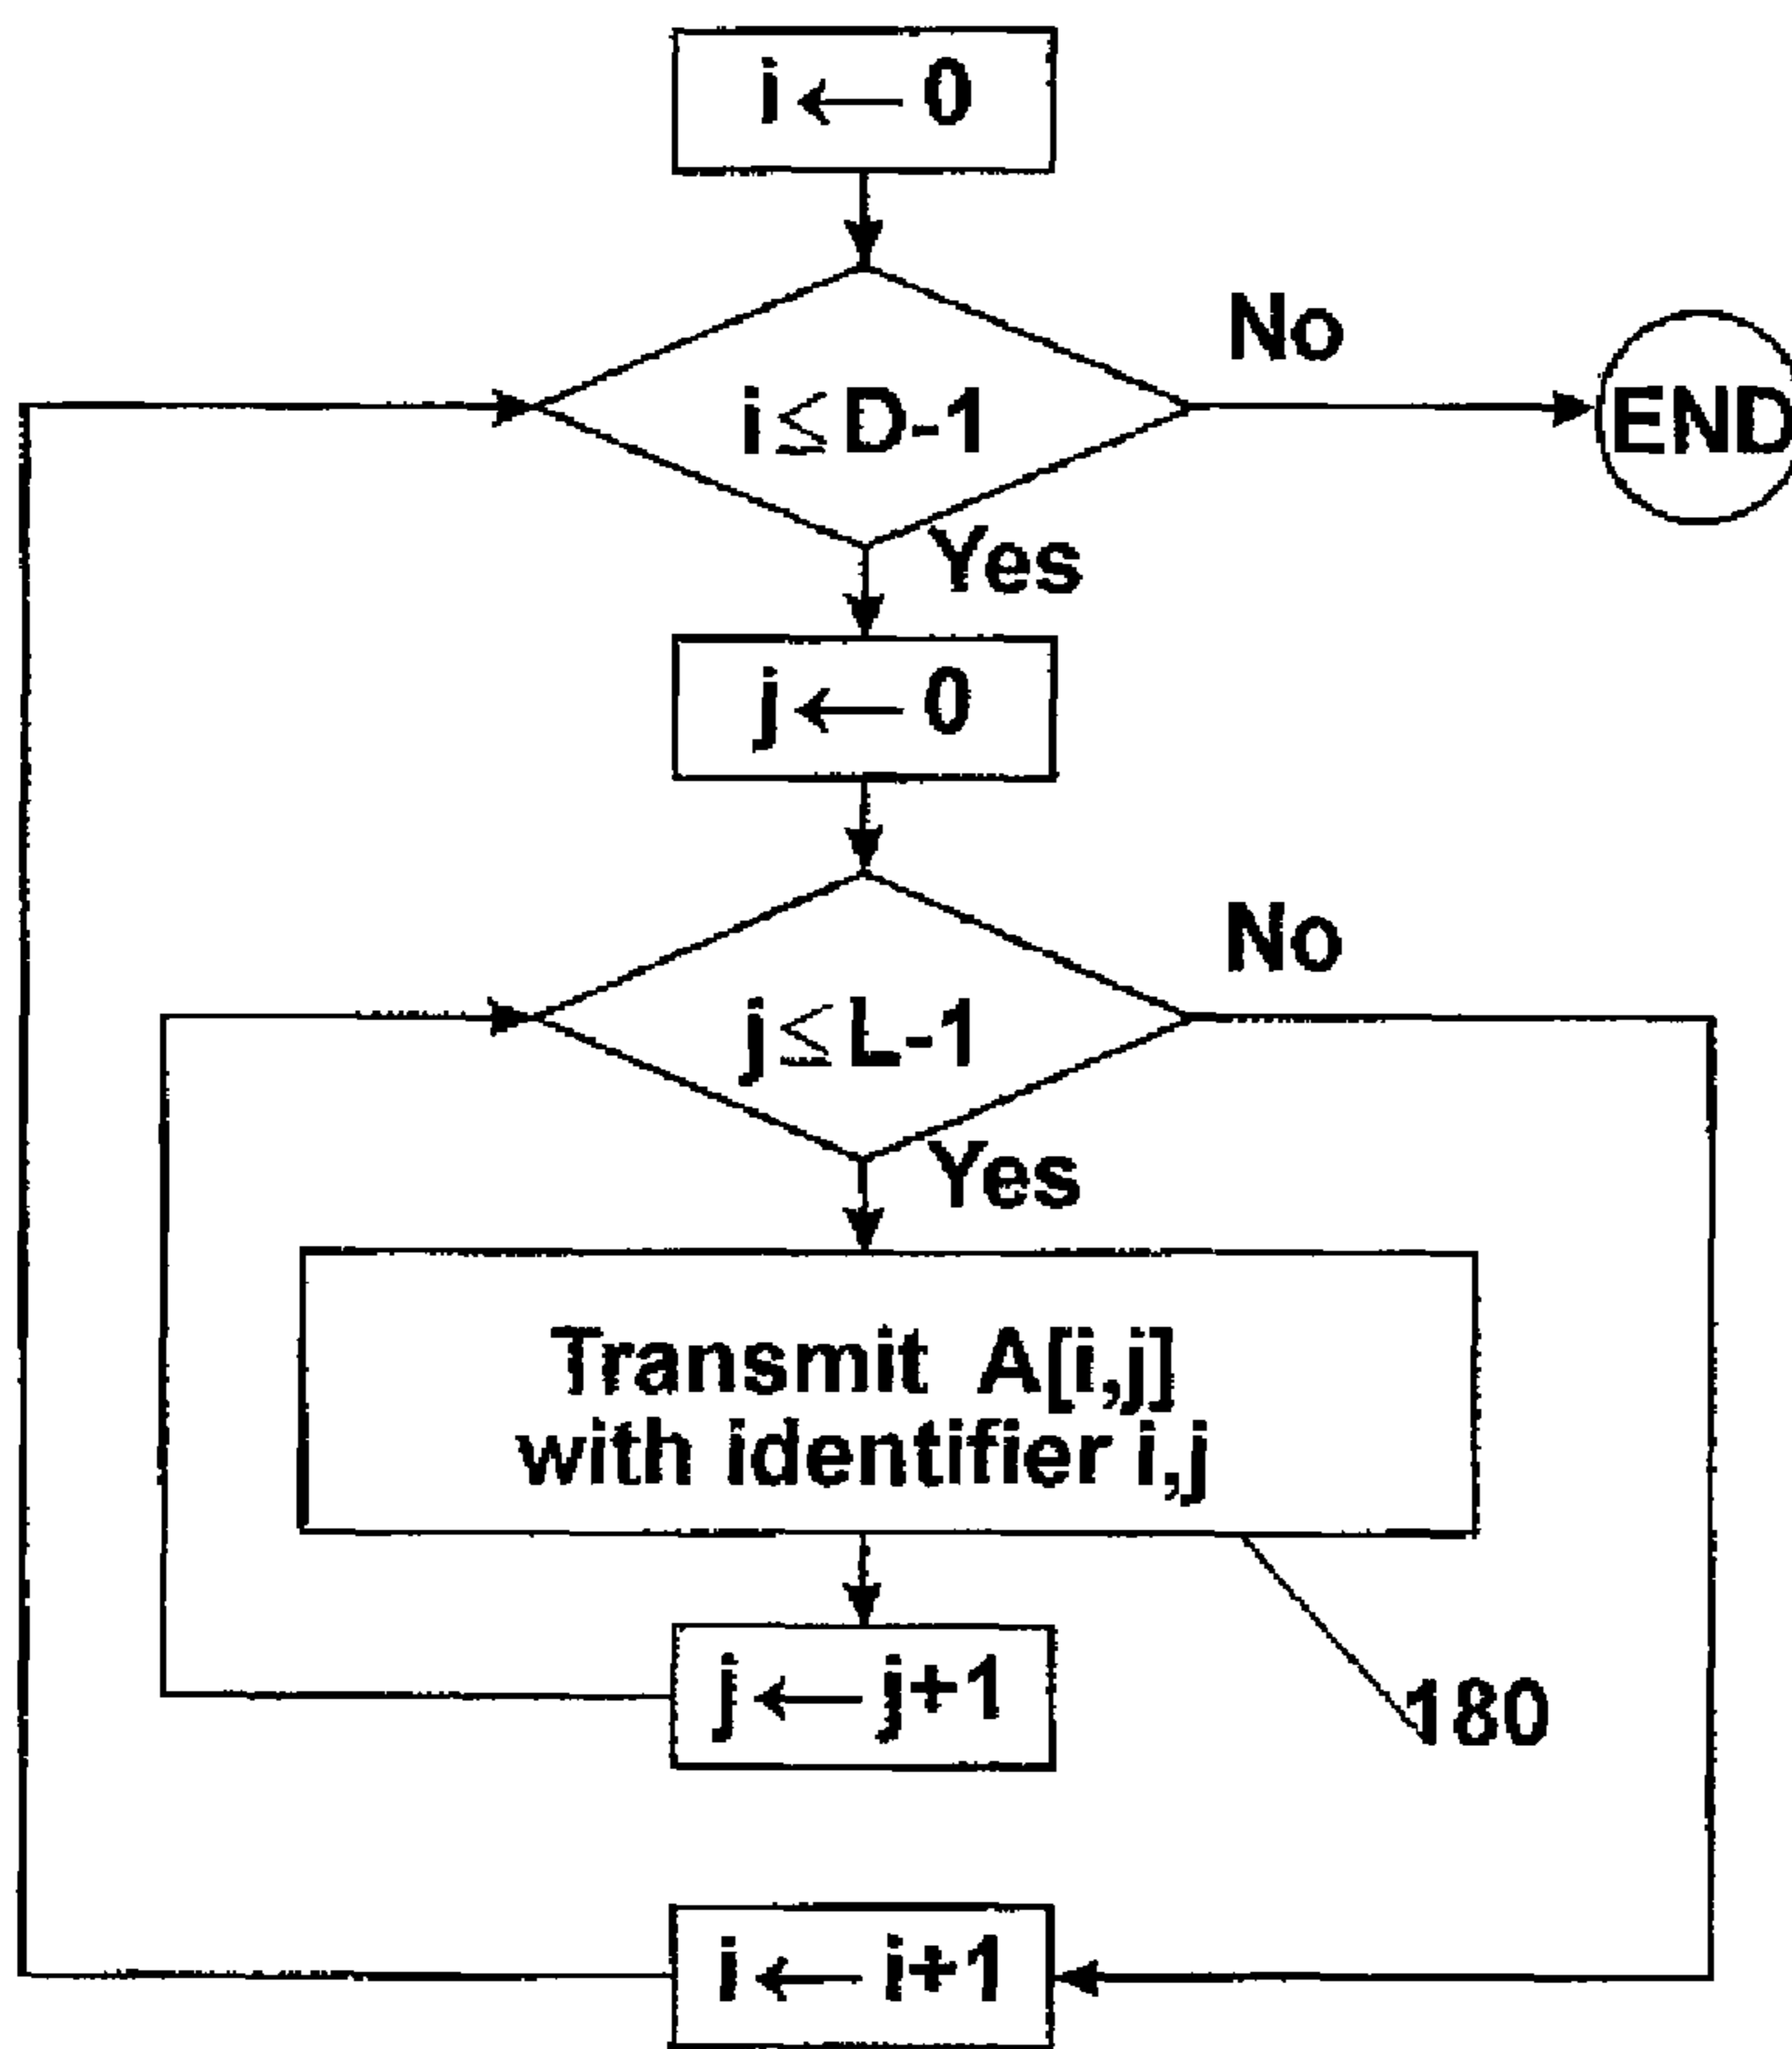 i ← 0
No
i ≤ D-1
END
Yes
j ← 0
No
j ≤ L-1
Yes
Transmit A[i,j]
with identifier i,j
j ← j+1
180
i ← i+1